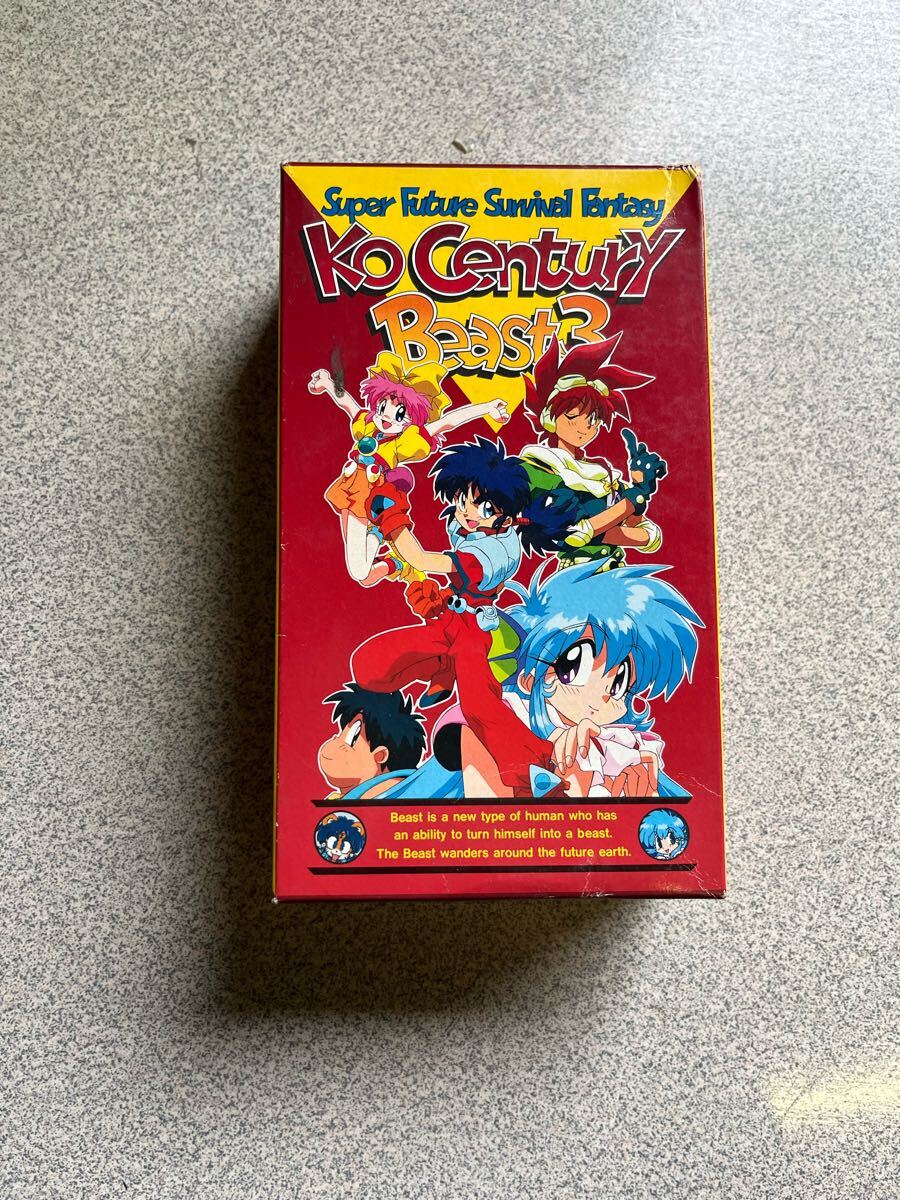 Super Future Survival Fantasy
Ko Century
Beast 3
Beast is a new type of human who has
an ability to turn himself into a beast.
The Beast wanders around the future earth.